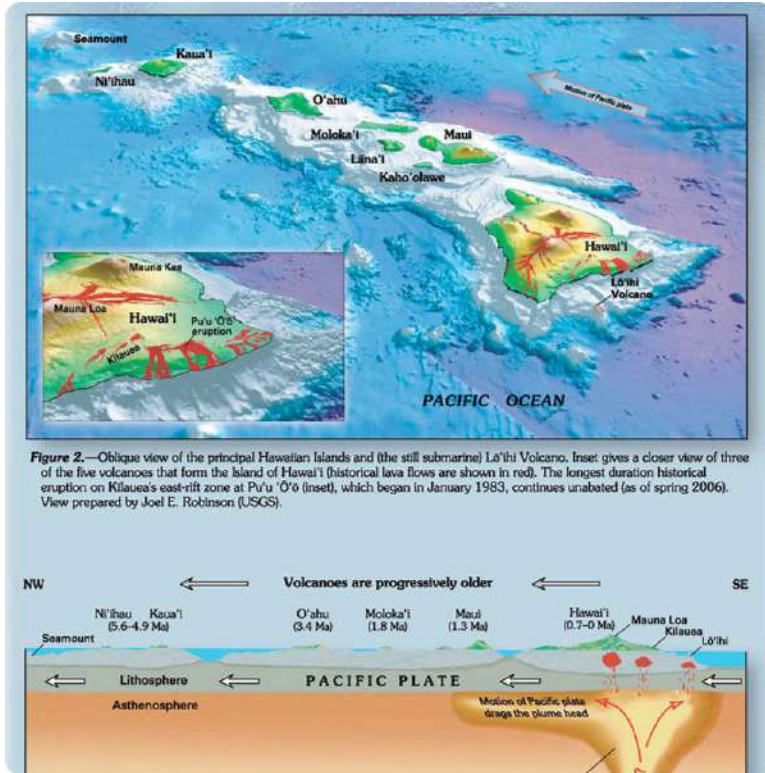 Seamount
Kaua'i
Ni'ihau
O'ahu
Motion of Pacific plate
Moloka'i
Maui
Lāna'i
Kaho'olawe
Hawai'i
Lō'ihi
Volcano
Mauna Kea
Mauna Loa
Hawai'i
Pu'u 'Ō'ō
eruption
Kilauea
PACIFIC OCEAN
Figure 2.—Oblique view of the principal Hawaiian Islands and (the still submarine) Lō'ihi Volcano. Inset gives a closer view of three
of the five volcanoes that form the Island of Hawai'i (historical lava flows are shown in red). The longest duration historical
eruption on Kīlauea's east-rift zone at Pu'u 'Ō'ō (inset), which began in January 1983, continues unabated (as of spring 2006).
View prepared by Joel E. Robinson (USGS).
NW Volcanoes are progressively older SE
Ni'ihau Kaua'i O'ahu Moloka'i Maui Hawai'i
(5.6–4.9 Ma) (3.4 Ma) (1.8 Ma) (1.3 Ma) (0.7–0 Ma)
Mauna Loa
Kilauea
Seamount Lō'ihi
Lithosphere PACIFIC PLATE
Asthenosphere Motion of Pacific plate
drags the plume head